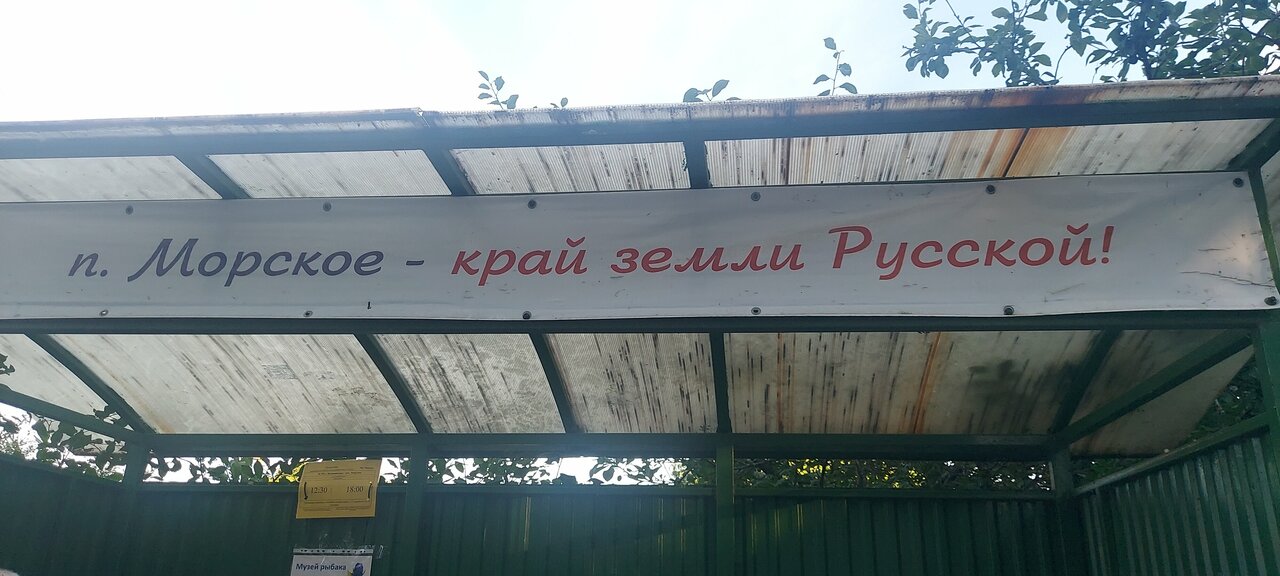 п. Морское - край земли Русской!
12:30 18:00
Музей рыбака